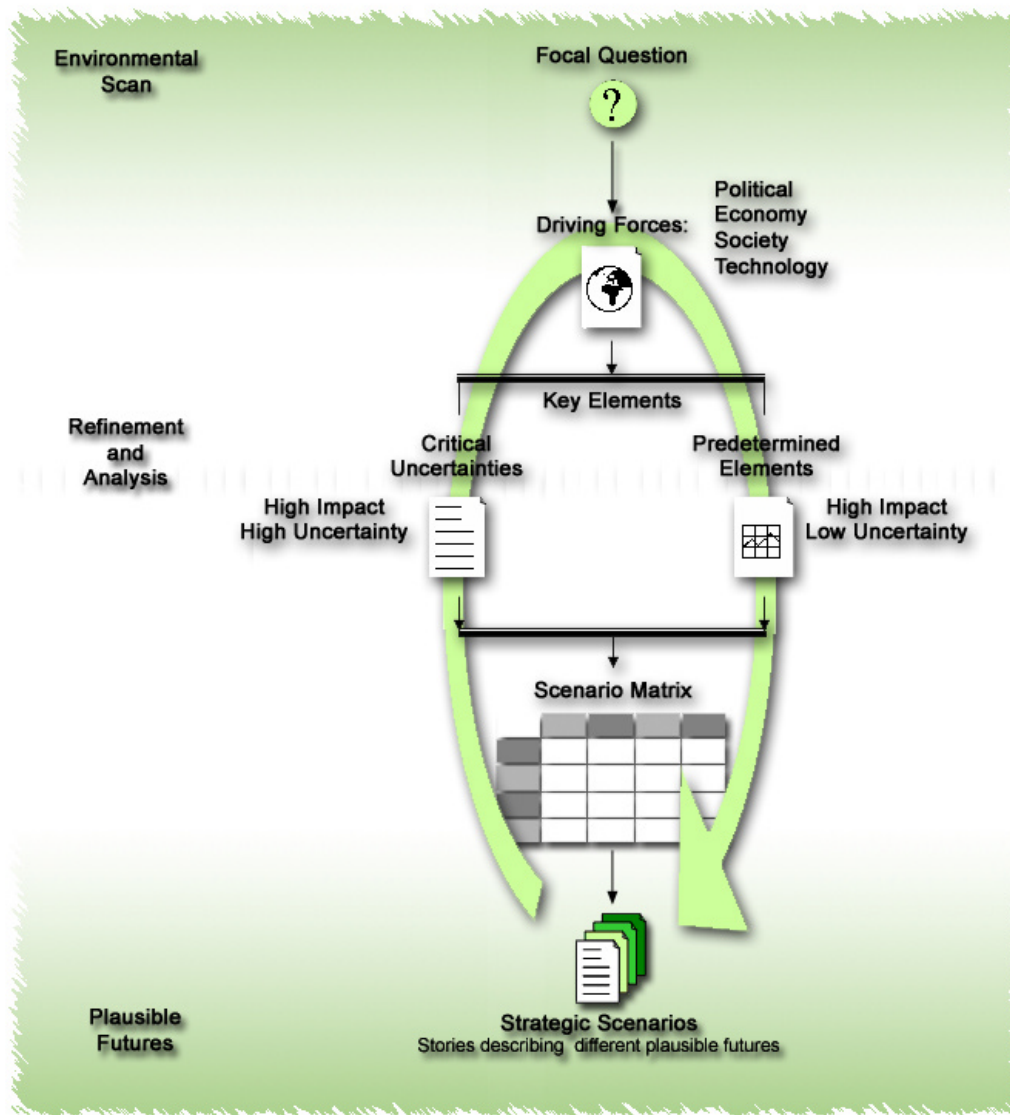 Environmental
Scan
Focal Question
?
Driving Forces:
Political
Economy
Society
Technology
Key Elements
Refinement
and
Analysis
Critical
Uncertainties
Predetermined
Elements
High Impact
High Uncertainty
High Impact
Low Uncertainty
Scenario Matrix
Plausible
Futures
Strategic Scenarios
Stories describing different plausible futures